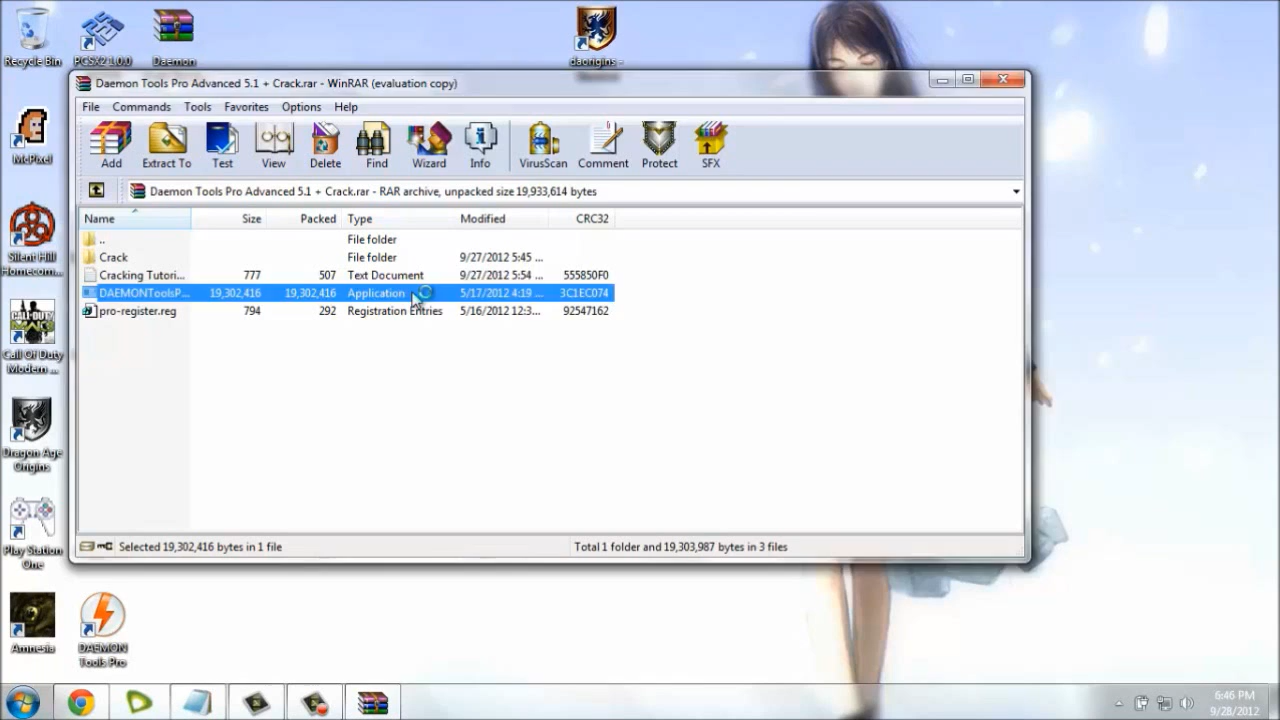 Recycle Bin
PCSX2 1.0.0
Daemon
daorigins -
Daemon Tools Pro Advanced 5.1 + Crack.rar - WinRAR (evaluation copy)
File Commands Tools Favorites Options Help
Add Extract To Test View Delete Find Wizard Info VirusScan Comment Protect SFX
Daemon Tools Pro Advanced 5.1 + Crack.rar - RAR archive, unpacked size 19,933,614 bytes
Name Size Packed Type Modified CRC32
.. File folder
Crack File folder 9/27/2012 5:45 ...
Cracking Tutori... 777 507 Text Document 9/27/2012 5:54 ... 555850F0
DAEMONToolsP... 19,302,416 19,302,416 Application 5/17/2012 4:19 ... 3C1EC074
pro-register.reg 794 292 Registration Entries 5/16/2012 12:3... 92547162
Selected 19,302,416 bytes in 1 file
Total 1 folder and 19,303,987 bytes in 3 files
McPixel
Silent Hill
Homecom...
Call Of Duty
Modern ...
Dragon Age
Origins
Play Station
One
Amnesia
DAEMON
Tools Pro
6:46 PM
9/28/2012